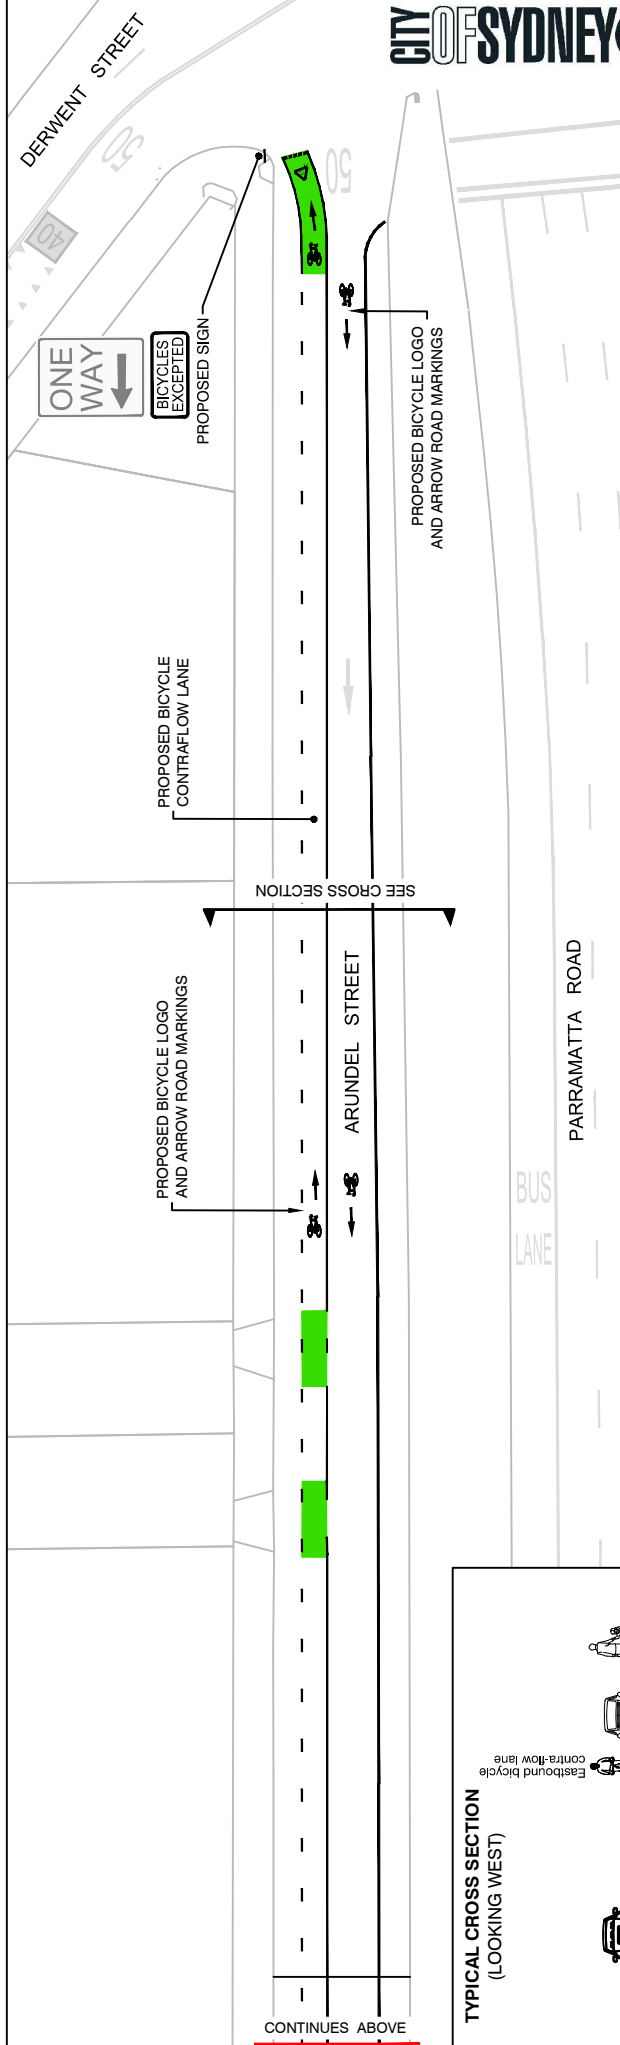 CITY
OF SYDNEY
DERWENT STREET
50
50
40
ONE
WAY
BICYCLES
EXCEPTED
PROPOSED SIGN
PROPOSED BICYCLE LOGO
AND ARROW ROAD MARKINGS
PROPOSED BICYCLE
CONTRAFLOW LANE
SEE CROSS SECTION
ARUNDEL STREET
PARRAMATTA ROAD
PROPOSED BICYCLE LOGO
AND ARROW ROAD MARKINGS
BUS
LANE
Eastbound bicycle
contra-flow lane
TYPICAL CROSS SECTION
(LOOKING WEST)
CONTINUES ABOVE